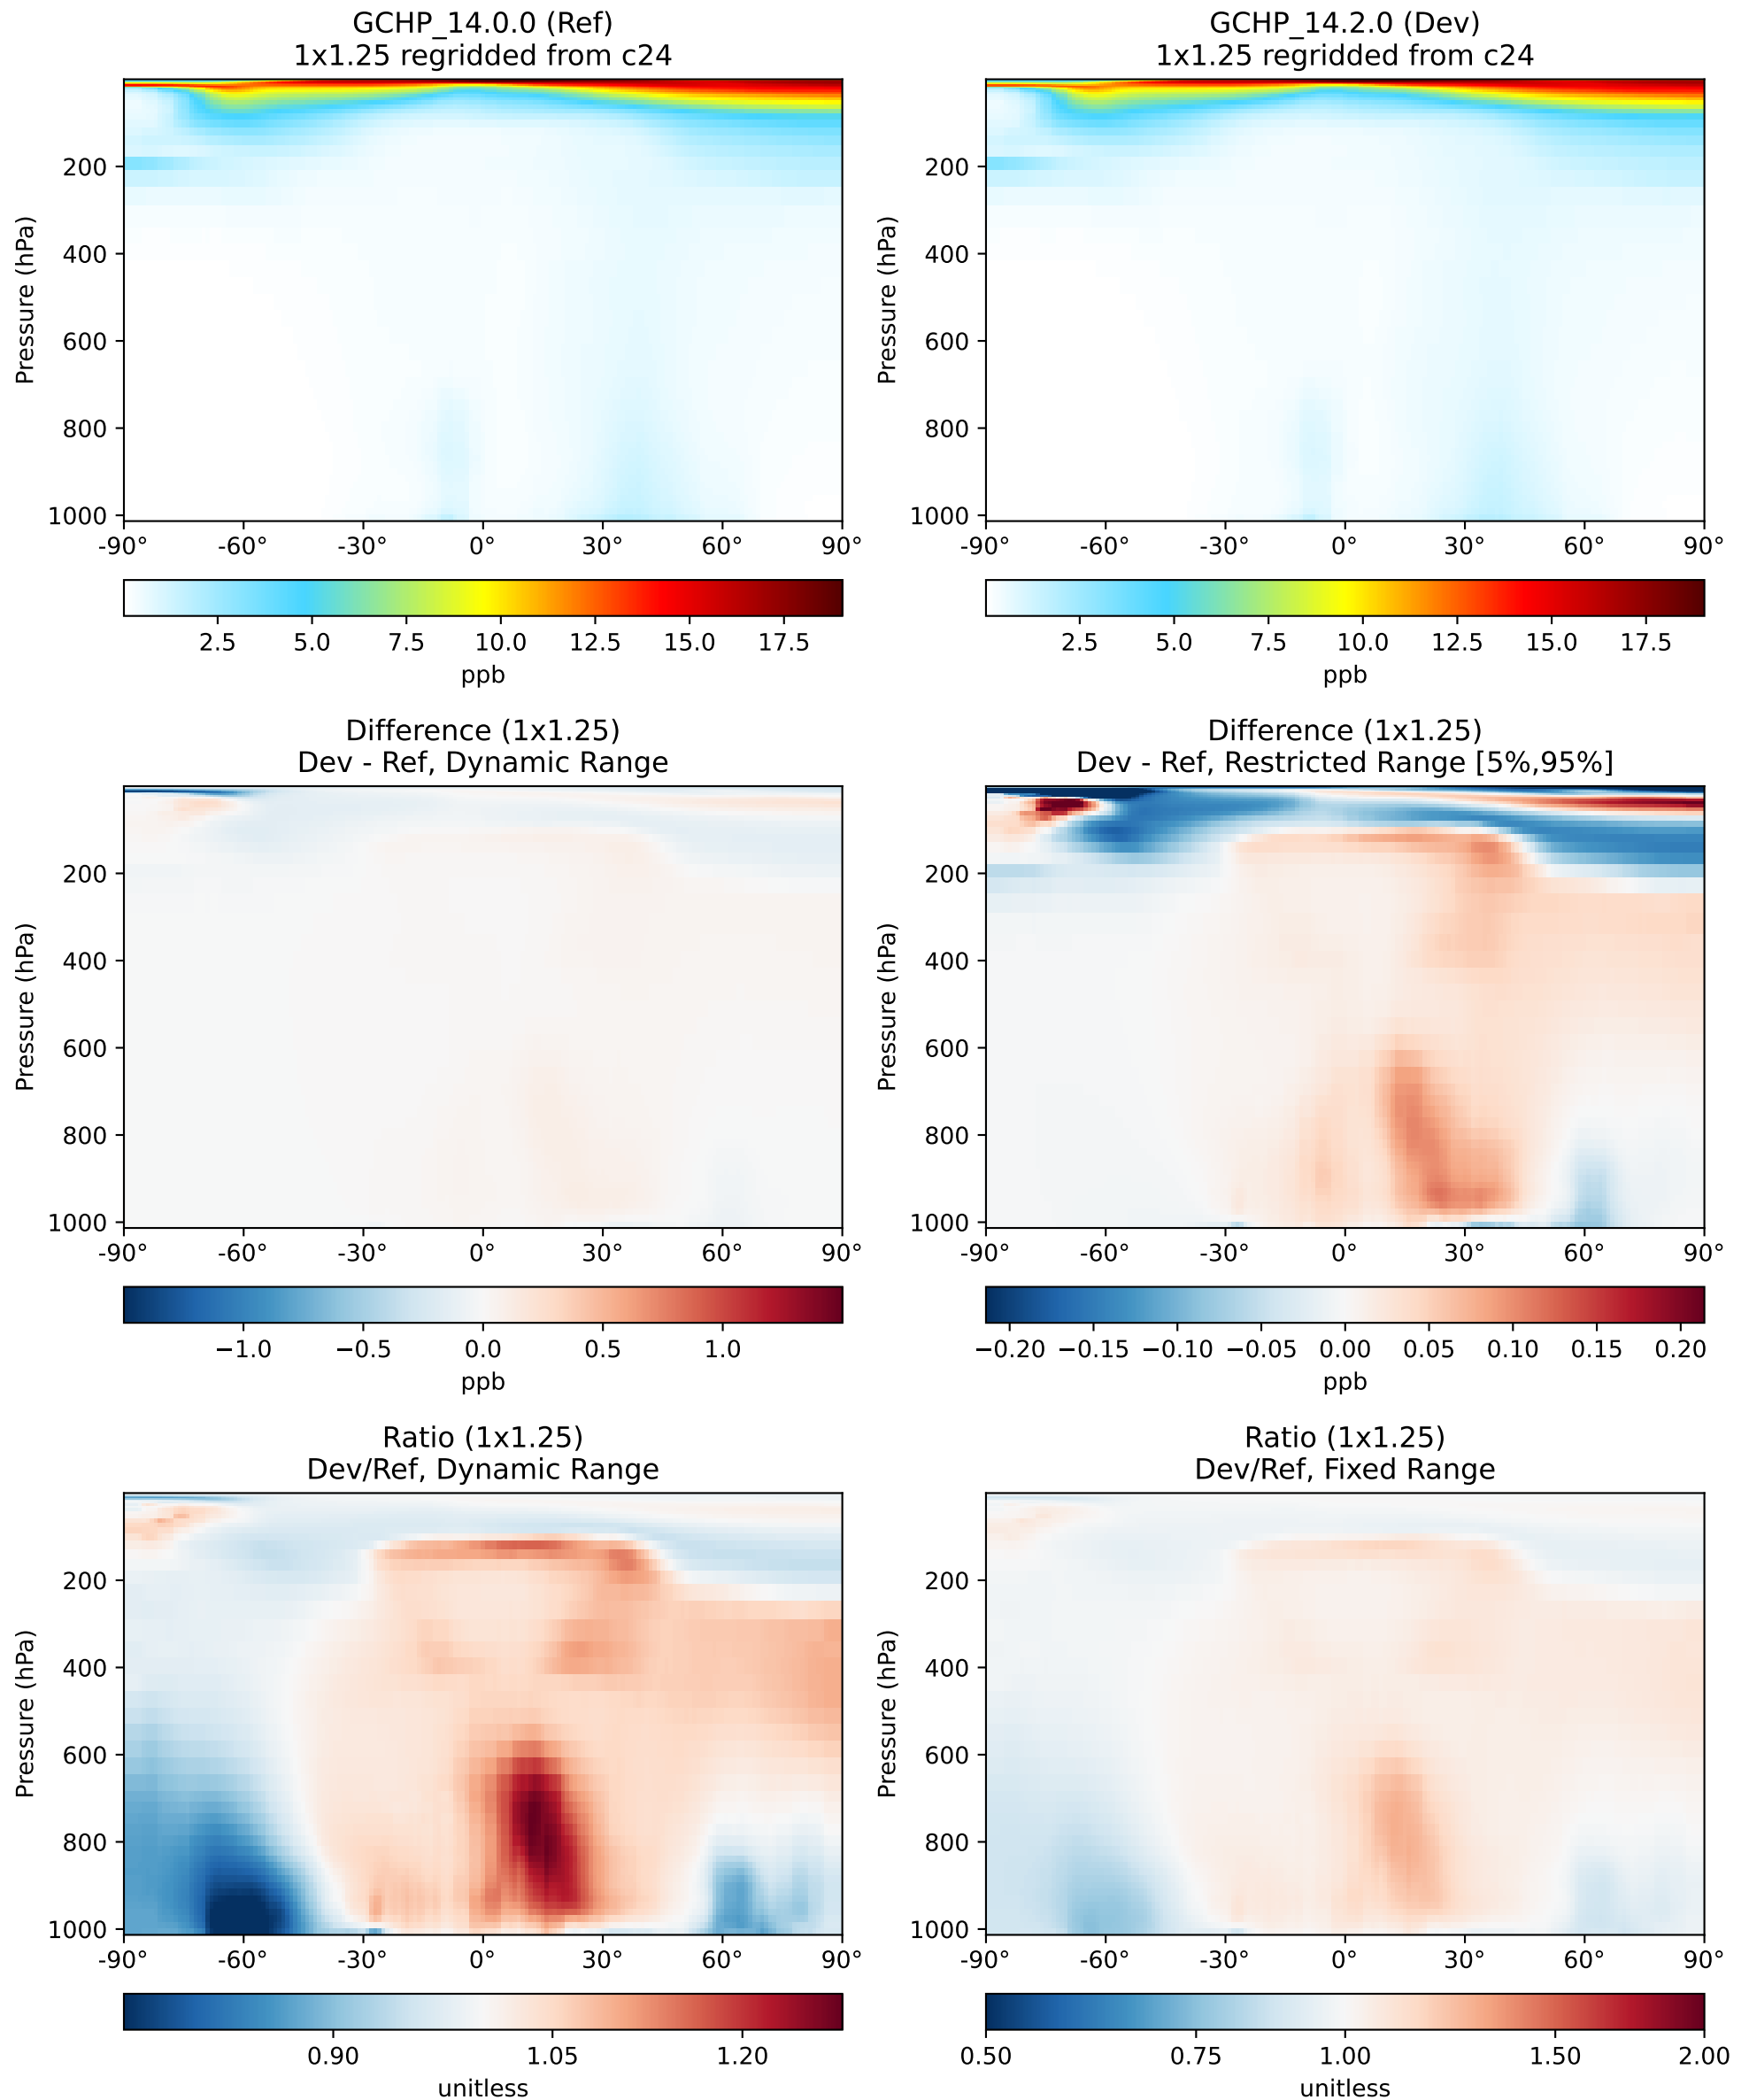 GCHP_14.0.0 (Ref)
1x1.25 regridded from c24
Pressure (hPa)
200
400
600
800
1000
-90° -60° -30° 0° 30° 60° 90°
2.5 5.0 7.5 10.0 12.5 15.0 17.5
ppb
GCHP_14.2.0 (Dev)
1x1.25 regridded from c24
Pressure (hPa)
200
400
600
800
1000
-90° -60° -30° 0° 30° 60° 90°
2.5 5.0 7.5 10.0 12.5 15.0 17.5
ppb
Difference (1x1.25)
Dev - Ref, Dynamic Range
Pressure (hPa)
200
400
600
800
1000
-90° -60° -30° 0° 30° 60° 90°
−1.0 −0.5 0.0 0.5 1.0
ppb
Difference (1x1.25)
Dev - Ref, Restricted Range [5%,95%]
Pressure (hPa)
200
400
600
800
1000
-90° -60° -30° 0° 30° 60° 90°
−0.20 −0.15 −0.10 −0.05 0.00 0.05 0.10 0.15 0.20
ppb
Ratio (1x1.25)
Dev/Ref, Dynamic Range
Pressure (hPa)
200
400
600
800
1000
-90° -60° -30° 0° 30° 60° 90°
0.90 1.05 1.20
unitless
Ratio (1x1.25)
Dev/Ref, Fixed Range
Pressure (hPa)
200
400
600
800
1000
-90° -60° -30° 0° 30° 60° 90°
0.50 0.75 1.00 1.50 2.00
unitless